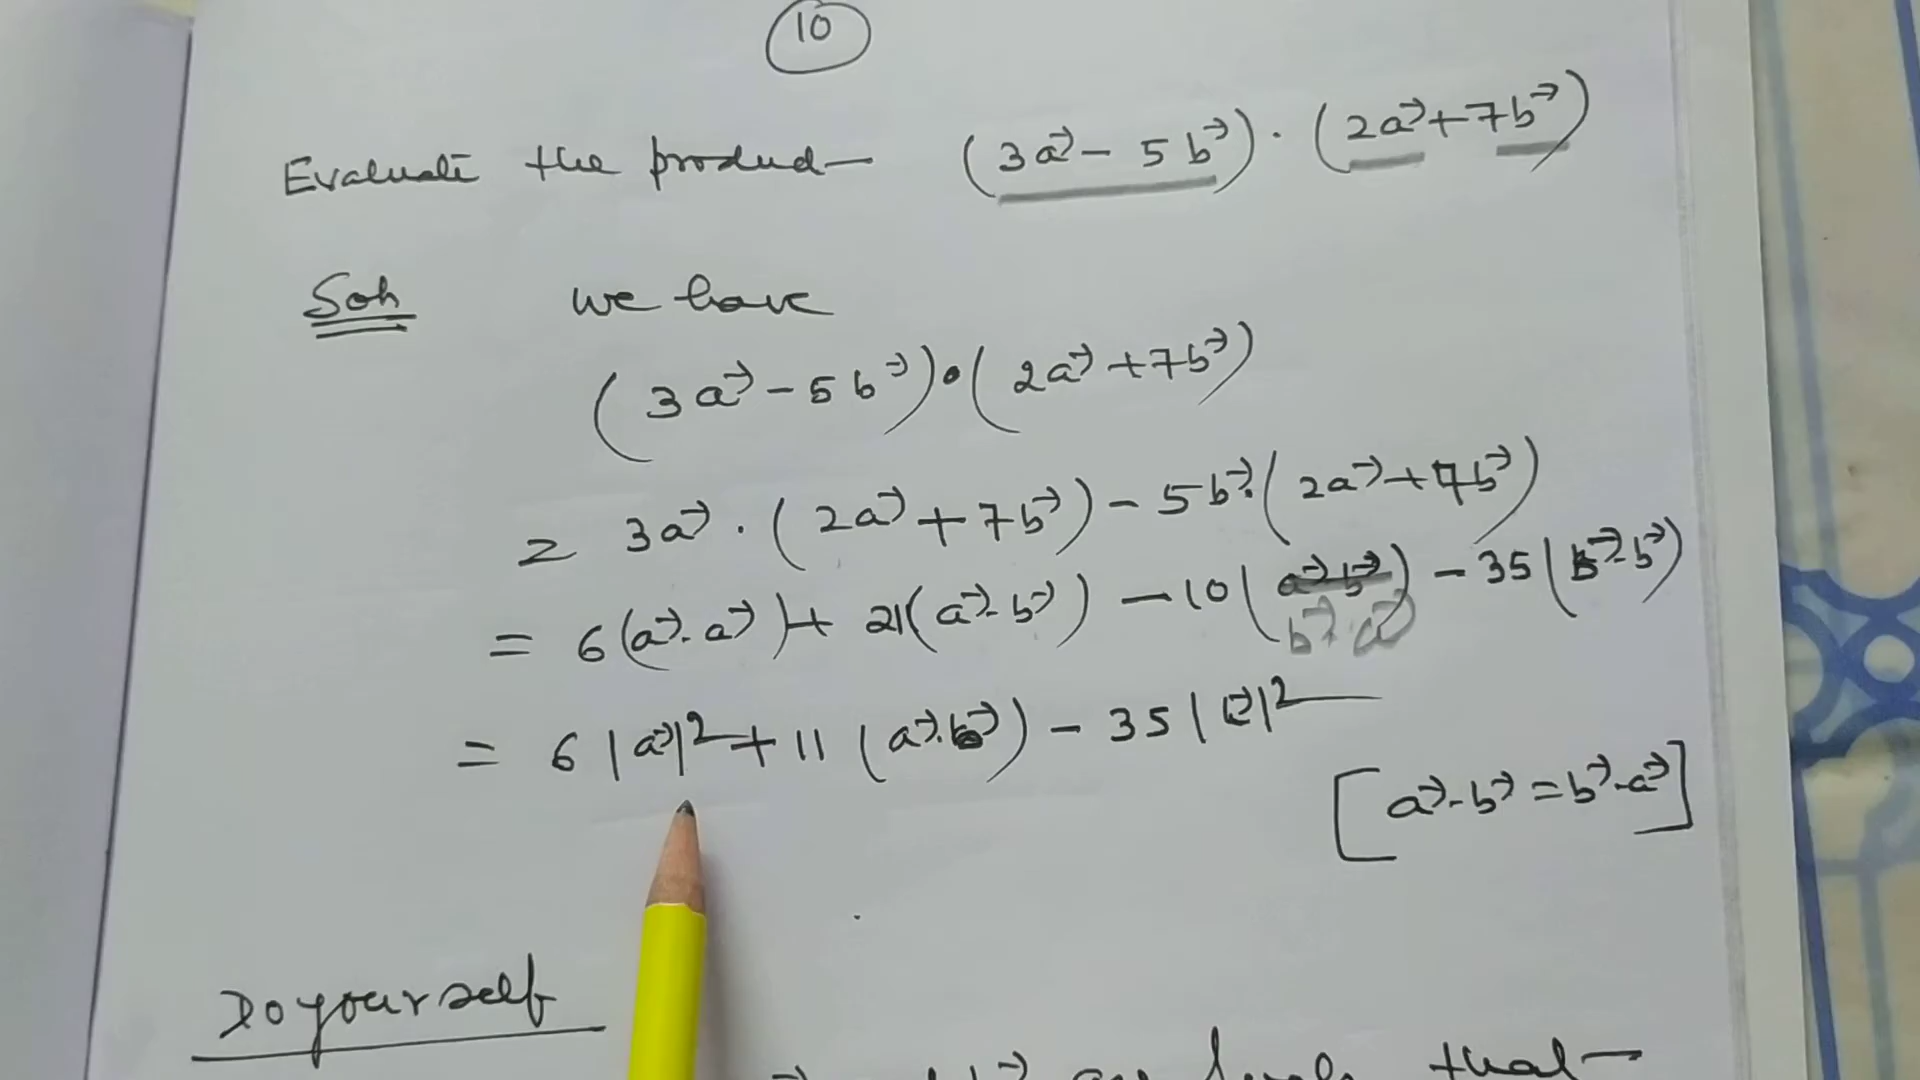 10
Evaluate the product (3a→ - 5b→) · (2a→ + 7b→)
Soln we have
(3a→ - 5b→) · (2a→ + 7b→)
= 3a→ · (2a→ + 7b→) - 5b→ · (2a→ + 7b→)
= 6(a→ · a→) + 21(a→ · b→) - 10(b→ · a→) - 35(b→ · b→)
= 6|a→|² + 11(a→ · b→) - 35|b→|²
[a→ · b→ = b→ · a→]
Do yourself
that